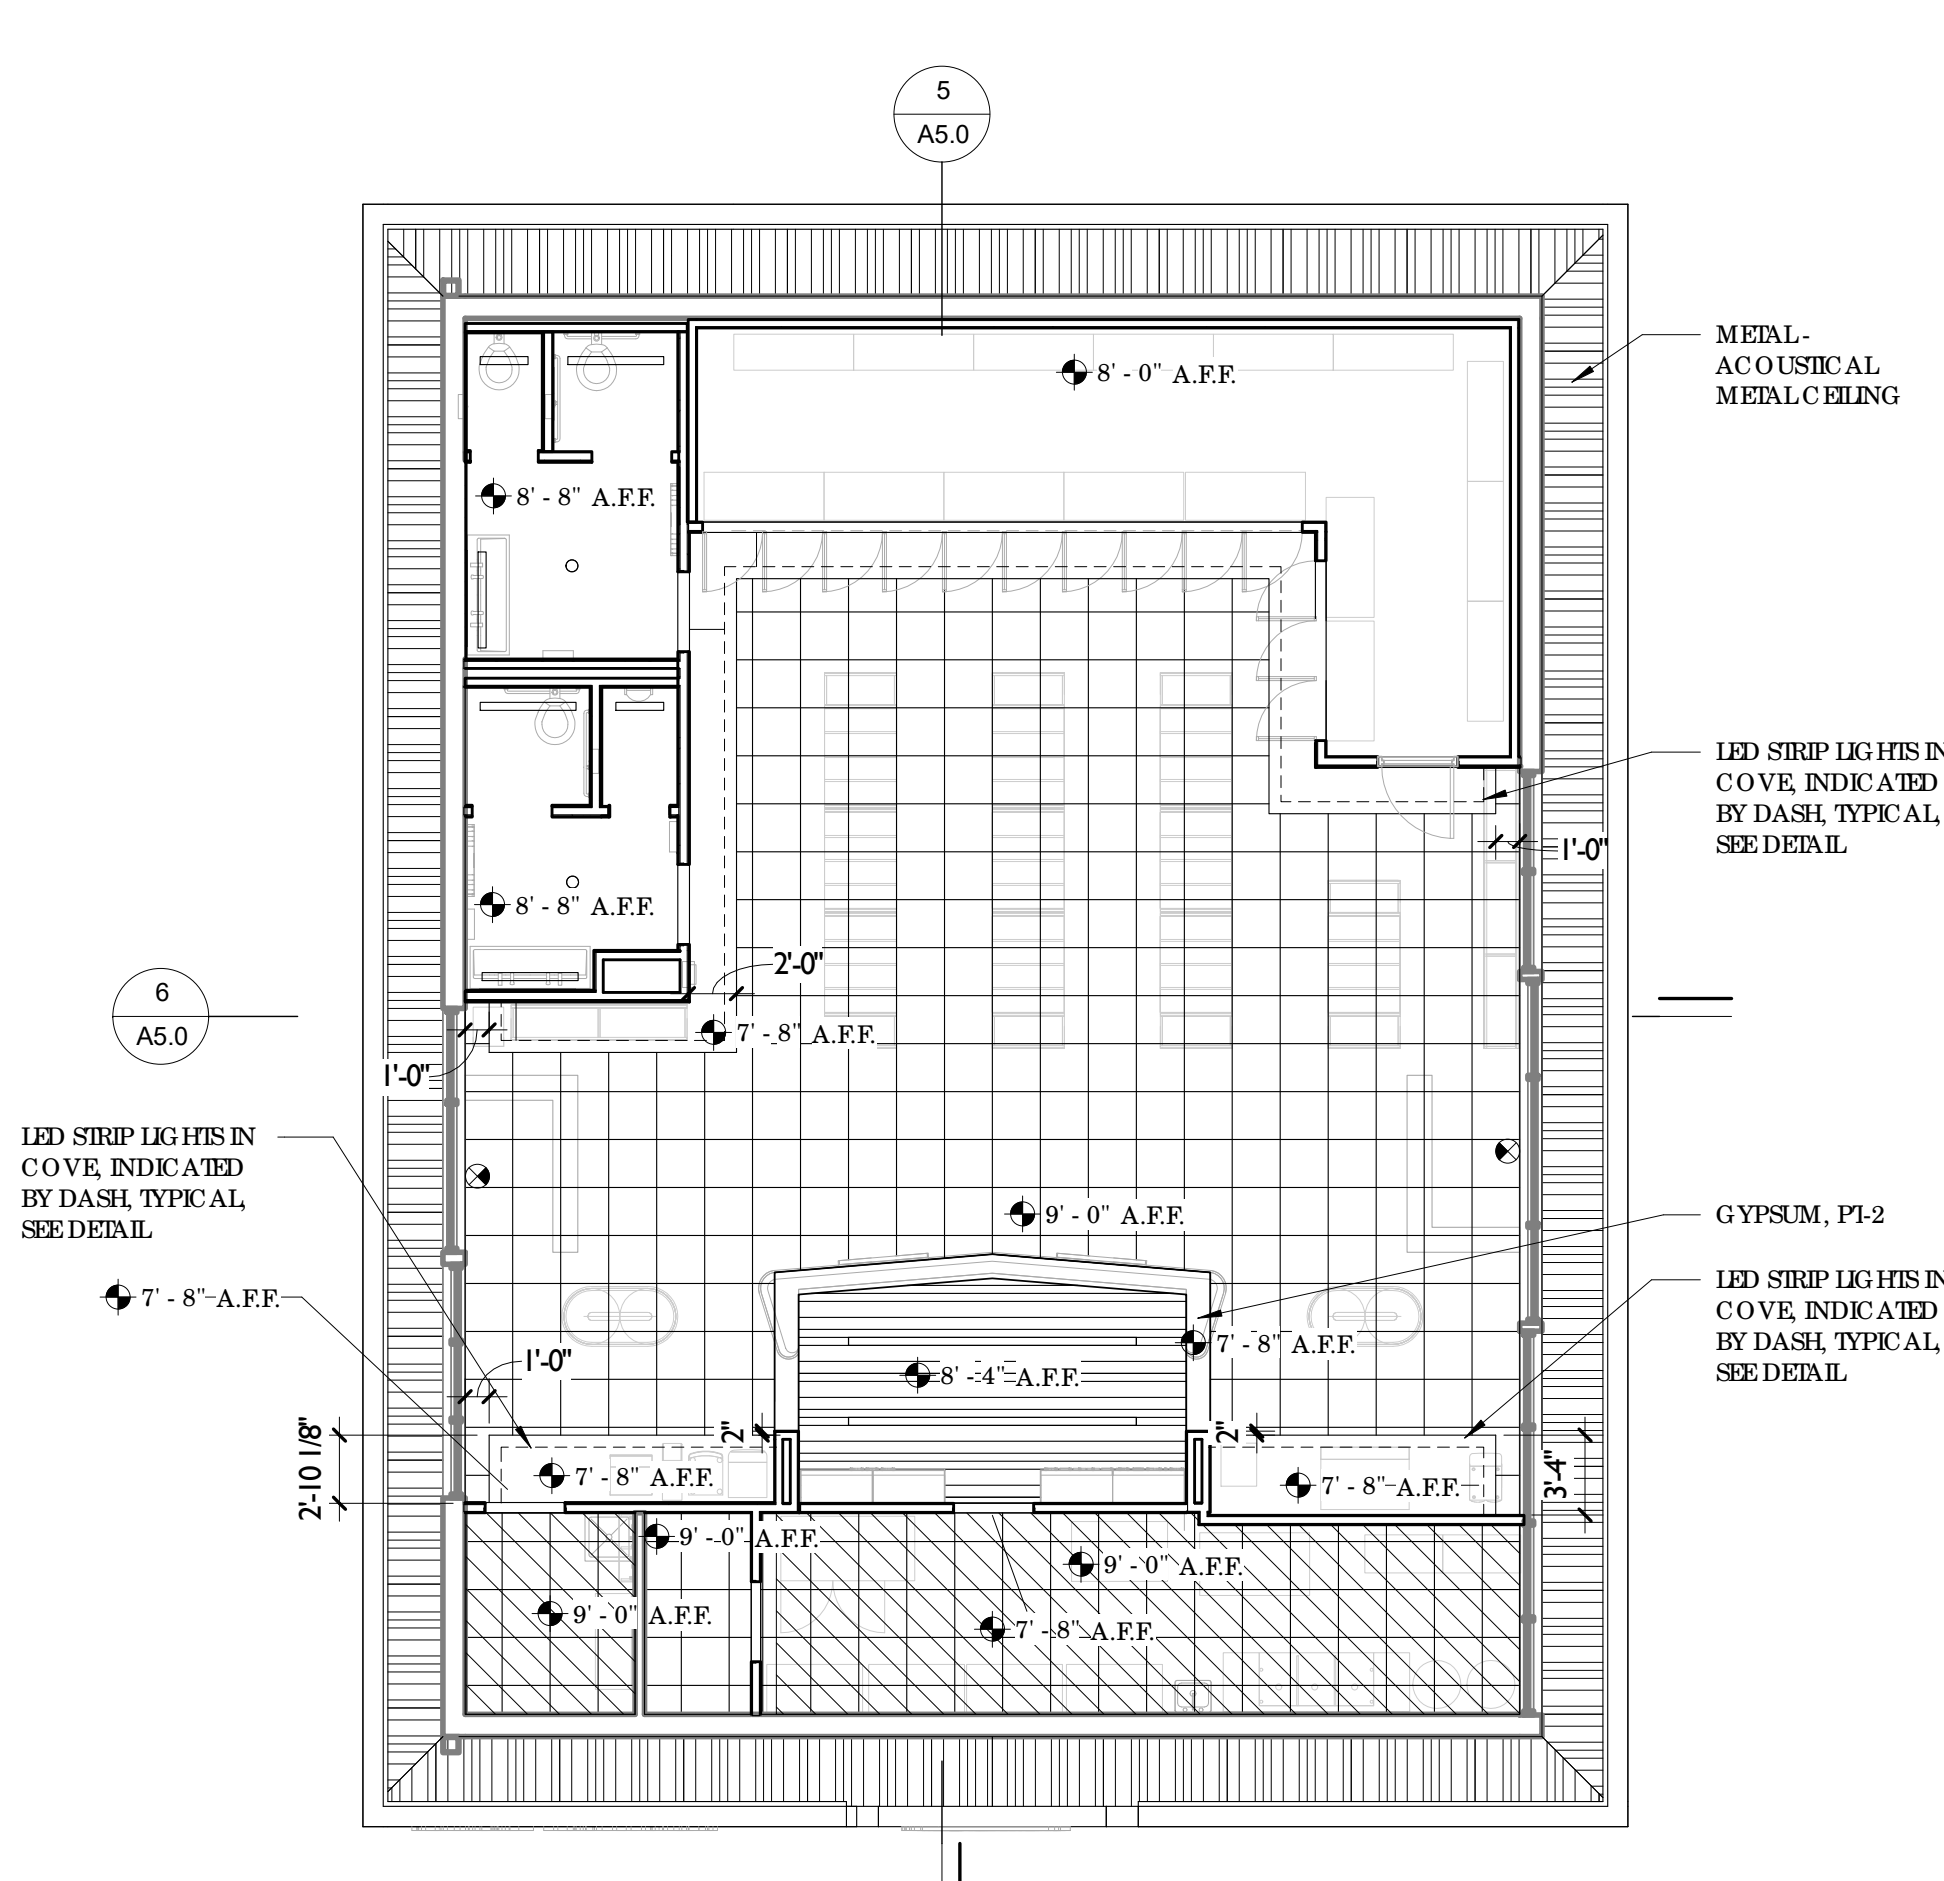 5
A5.0
METAL-
ACOUSTICAL
METAL CEILING
8' - 0" A.F.F.
8' - 8" A.F.F.
LED STRIP LIGHTS IN
COVE, INDICATED
BY DASH, TYPICAL,
SEE DETAIL
1'-0"
8' - 8" A.F.F.
2'-0"
6
A5.0
7' - 8" A.F.F.
1'-0"
LED STRIP LIGHTS IN
COVE, INDICATED
BY DASH, TYPICAL,
SEE DETAIL
9' - 0" A.F.F.
GYPSUM, PT-2
7' - 8" A.F.F.
LED STRIP LIGHTS IN
COVE, INDICATED
BY DASH, TYPICAL,
SEE DETAIL
7' - 8" A.F.F.
1'-0"
8' - 4" A.F.F.
2'-10 1/8"
2"
2"
7' - 8" A.F.F.
7' - 8" A.F.F.
3'-4"
9' - 0" A.F.F.
9' - 0" A.F.F.
9' - 0" A.F.F.
7' - 8" A.F.F.